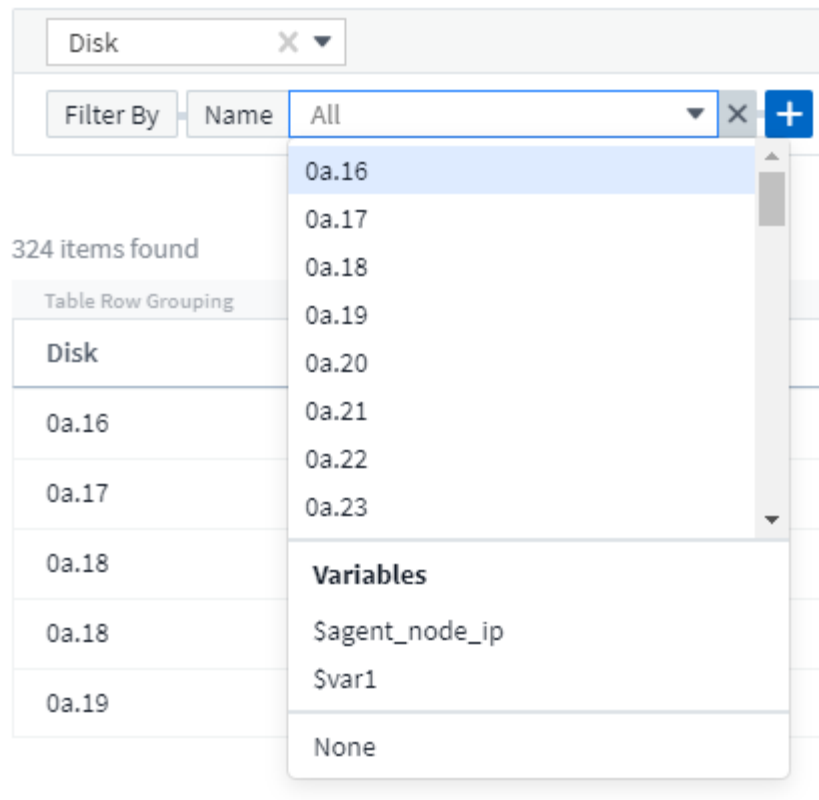 Disk
Filter By Name All
0a.16
0a.17
0a.18
0a.19
0a.20
0a.21
0a.22
0a.23
Variables
$agent_node_ip
$var1
None
324 items found
Table Row Grouping
Disk
0a.16
0a.17
0a.18
0a.18
0a.19